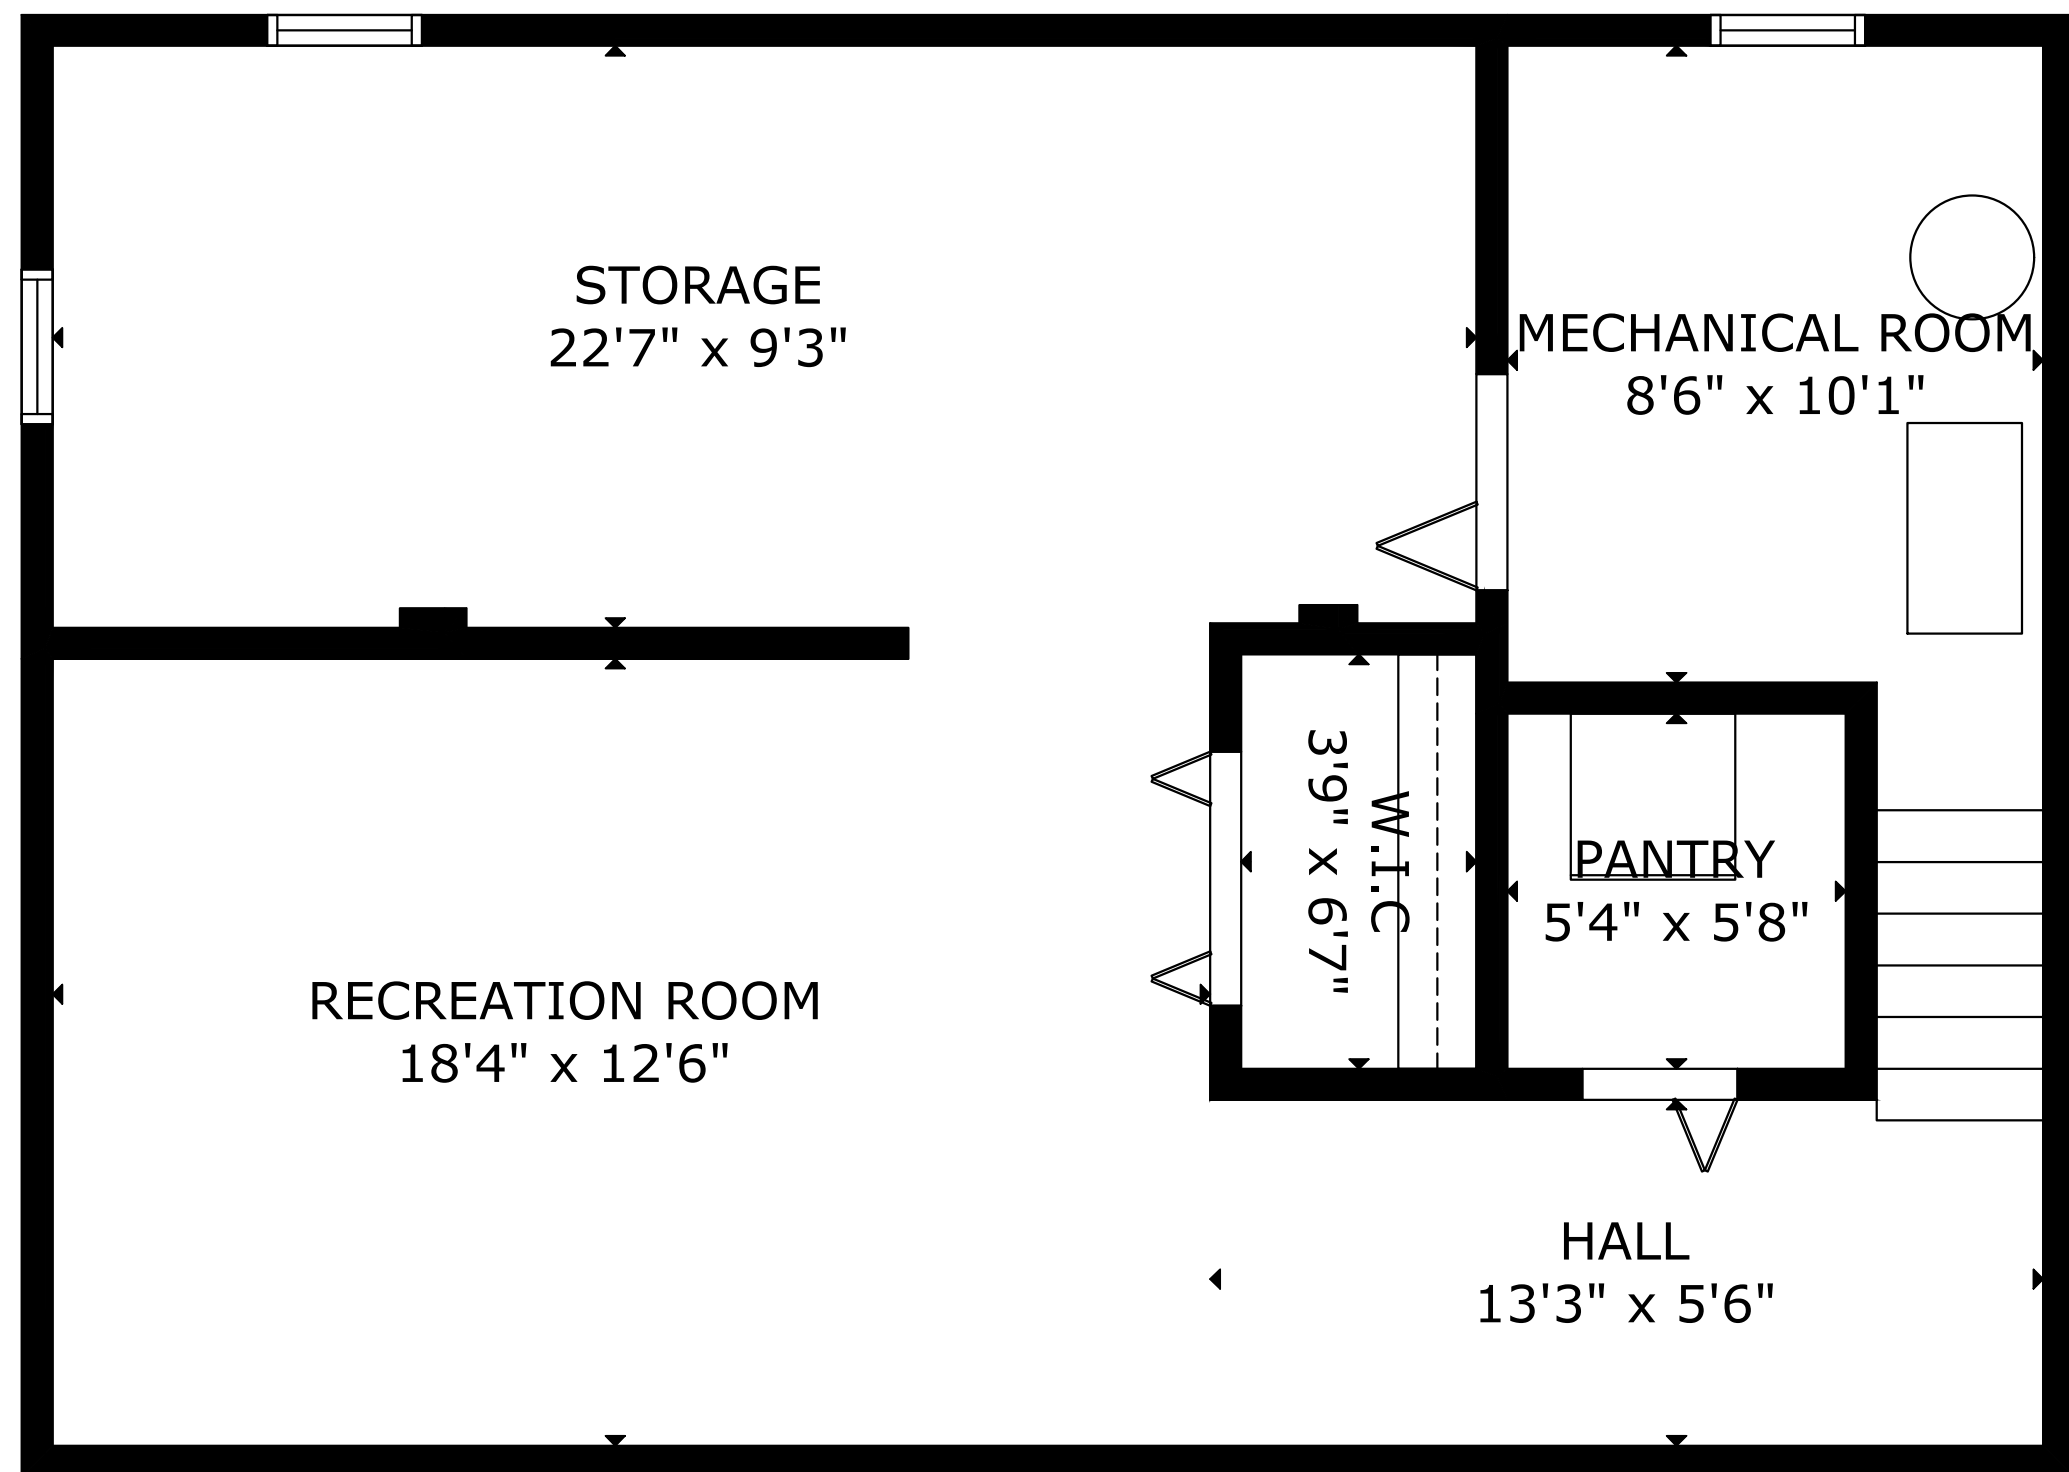 STORAGE
22'7" x 9'3"
MECHANICAL ROOM
8'6" x 10'1"
W.I.C
3'9" x 6'7"
PANTRY
5'4" x 5'8"
RECREATION ROOM
18'4" x 12'6"
HALL
13'3" x 5'6"